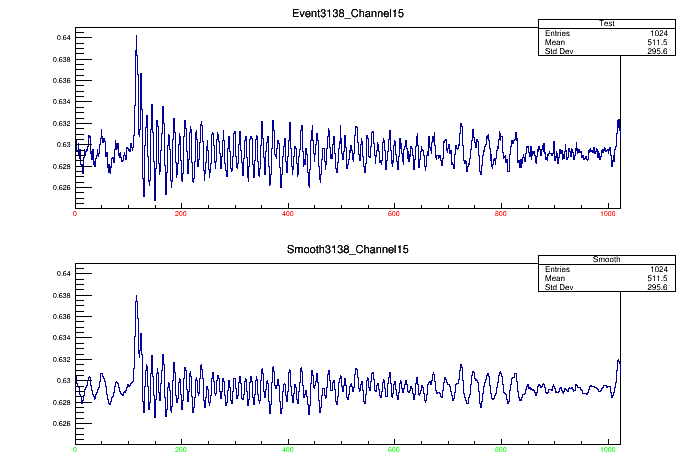 Event3138_Channel15
Test
Entries 1024
Mean 511.5
Std Dev 295.6
0.64
0.638
0.636
0.634
0.632
0.63
0.628
0.626
0 200 400 600 800 1000
Smooth3138_Channel15
Smooth
Entries 1024
Mean 511.5
Std Dev 295.6
0.64
0.638
0.636
0.634
0.632
0.63
0.628
0.626
0 200 400 600 800 1000